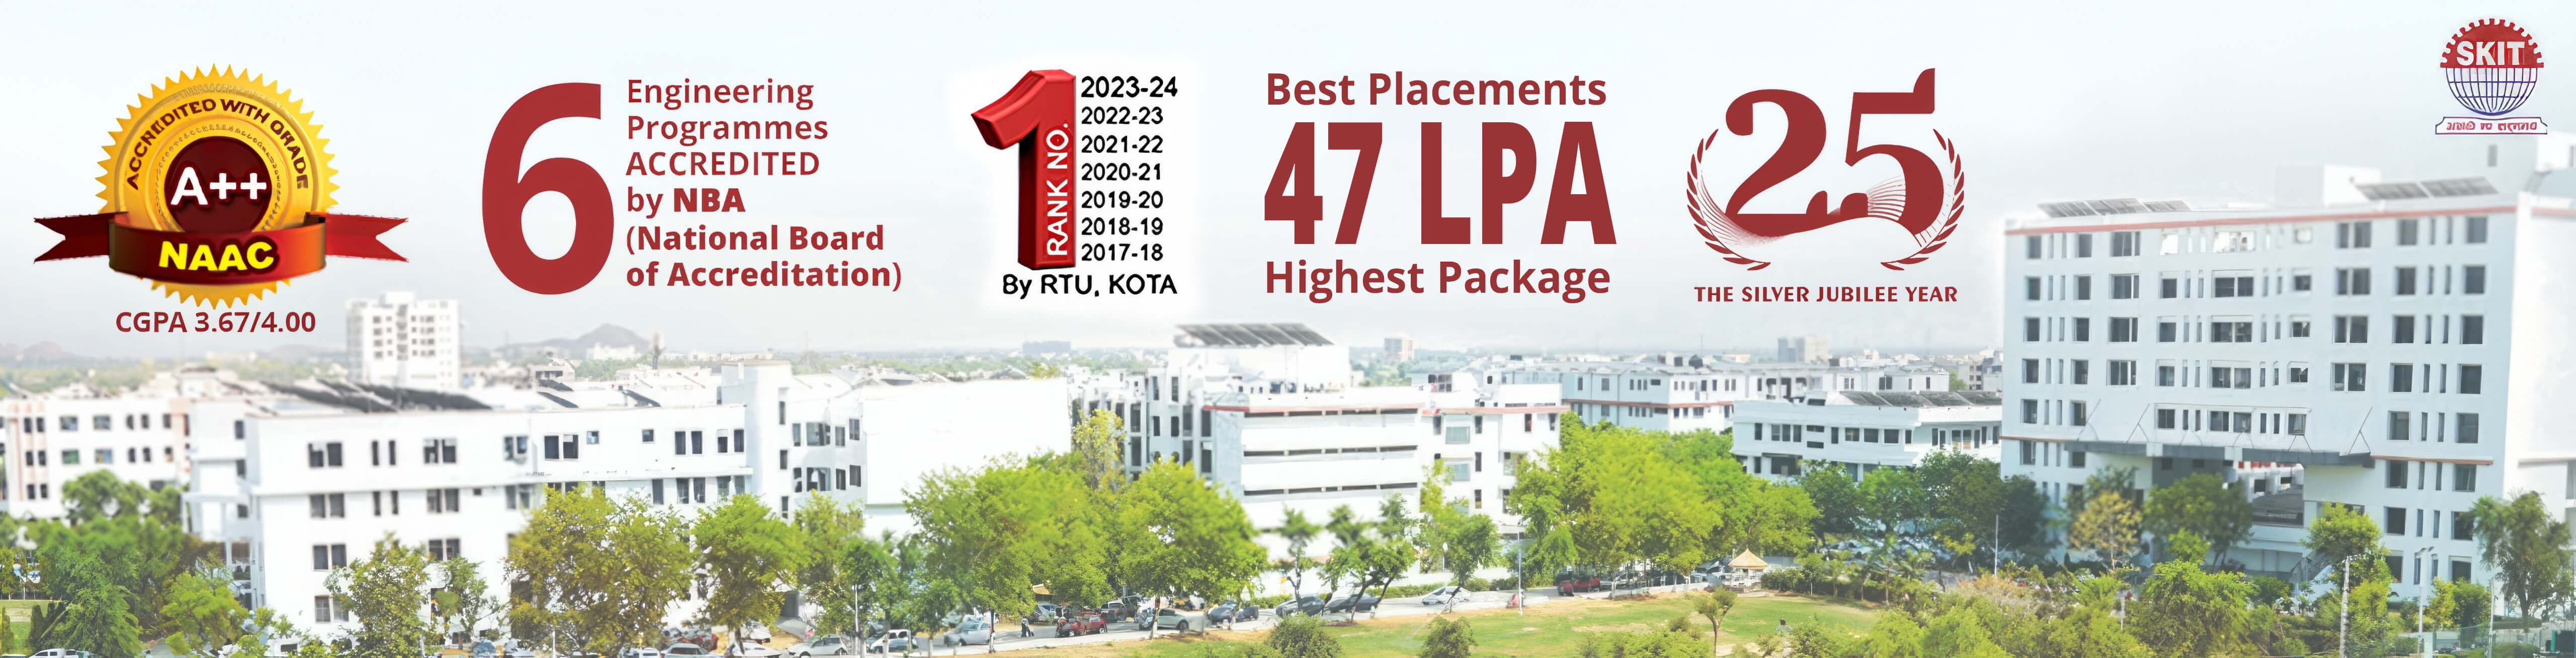 ACCREDITED WITH GRADE
A++
NAAC
CGPA 3.67/4.00
6
Engineering
Programmes
ACCREDITED
by NBA
(National Board
of Accreditation)
1
RANK NO.
2023-24
2022-23
2021-22
2020-21
2019-20
2018-19
2017-18
By RTU, KOTA
Best Placements
47 LPA
Highest Package
25
THE SILVER JUBILEE YEAR
SKIT